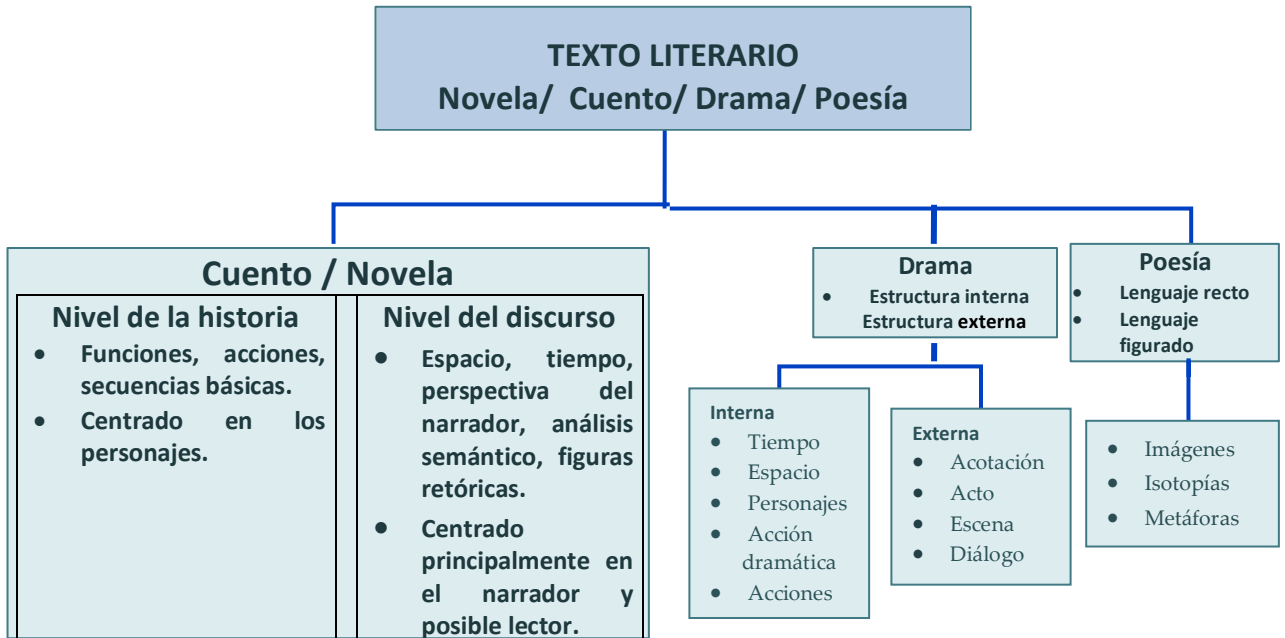 TEXTO LITERARIO
Novela/ Cuento/ Drama/ Poesía
Cuento / Novela
Nivel de la historia
• Funciones, acciones,
secuencias básicas.
• Centrado en los
personajes.
Nivel del discurso
• Espacio, tiempo,
perspectiva del
narrador, análisis
semántico, figuras
retóricas.
• Centrado
principalmente en
el narrador y
posible lector.
Drama
• Estructura interna
Estructura externa
Interna
• Tiempo
• Espacio
• Personajes
• Acción
dramática
• Acciones
Externa
• Acotación
• Acto
• Escena
• Diálogo
Poesía
• Lenguaje recto
• Lenguaje
figurado
• Imágenes
• Isotopías
• Metáforas